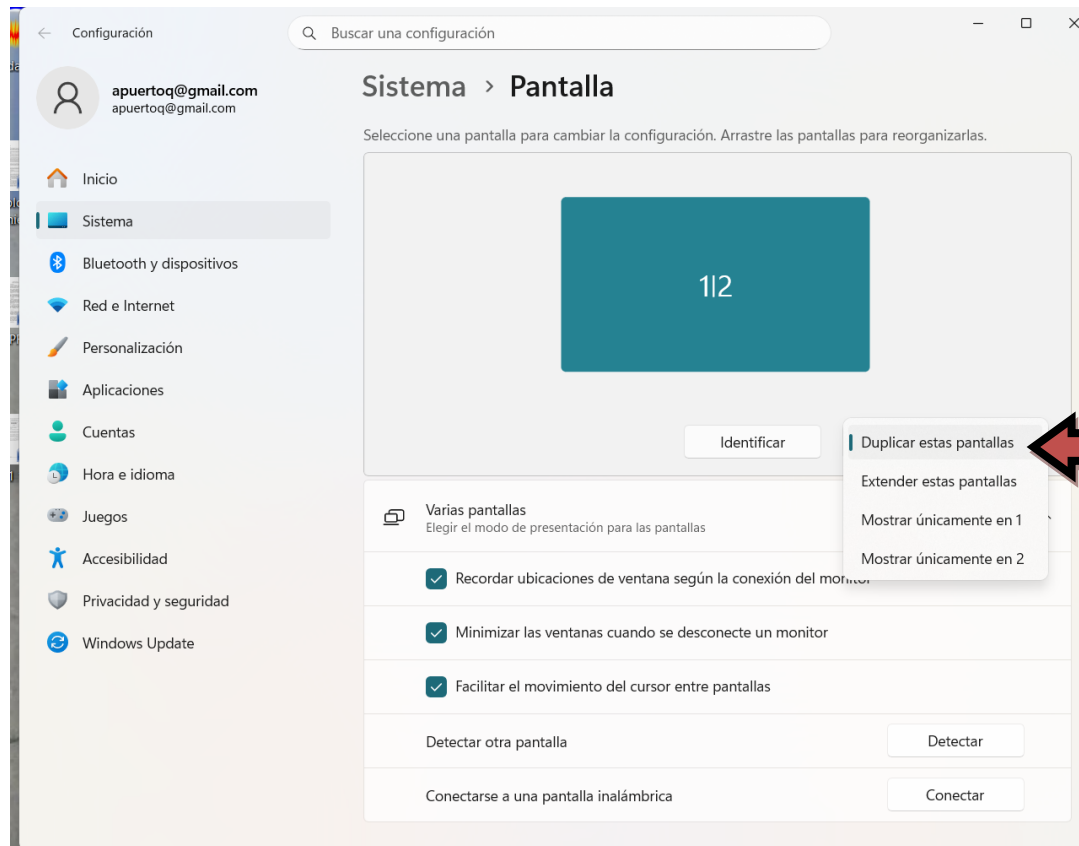 Configuración
Buscar una configuración
apuertoq@gmail.com
apuertoq@gmail.com
Inicio
Sistema
Bluetooth y dispositivos
Red e Internet
Personalización
Aplicaciones
Cuentas
Hora e idioma
Juegos
Accesibilidad
Privacidad y seguridad
Windows Update
Sistema > Pantalla
Seleccione una pantalla para cambiar la configuración. Arrastre las pantallas para reorganizarlas.
1|2
Identificar
Duplicar estas pantallas
Extender estas pantallas
Mostrar únicamente en 1
Mostrar únicamente en 2
Varias pantallas
Elegir el modo de presentación para las pantallas
Recordar ubicaciones de ventana según la conexión del monitor
Minimizar las ventanas cuando se desconecte un monitor
Facilitar el movimiento del cursor entre pantallas
Detectar otra pantalla
Detectar
Conectarse a una pantalla inalámbrica
Conectar